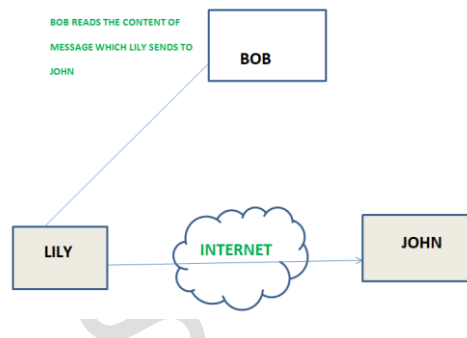 BOB READS THE CONTENT OF
MESSAGE WHICH LILY SENDS TO
JOHN
BOB
LILY
INTERNET
JOHN